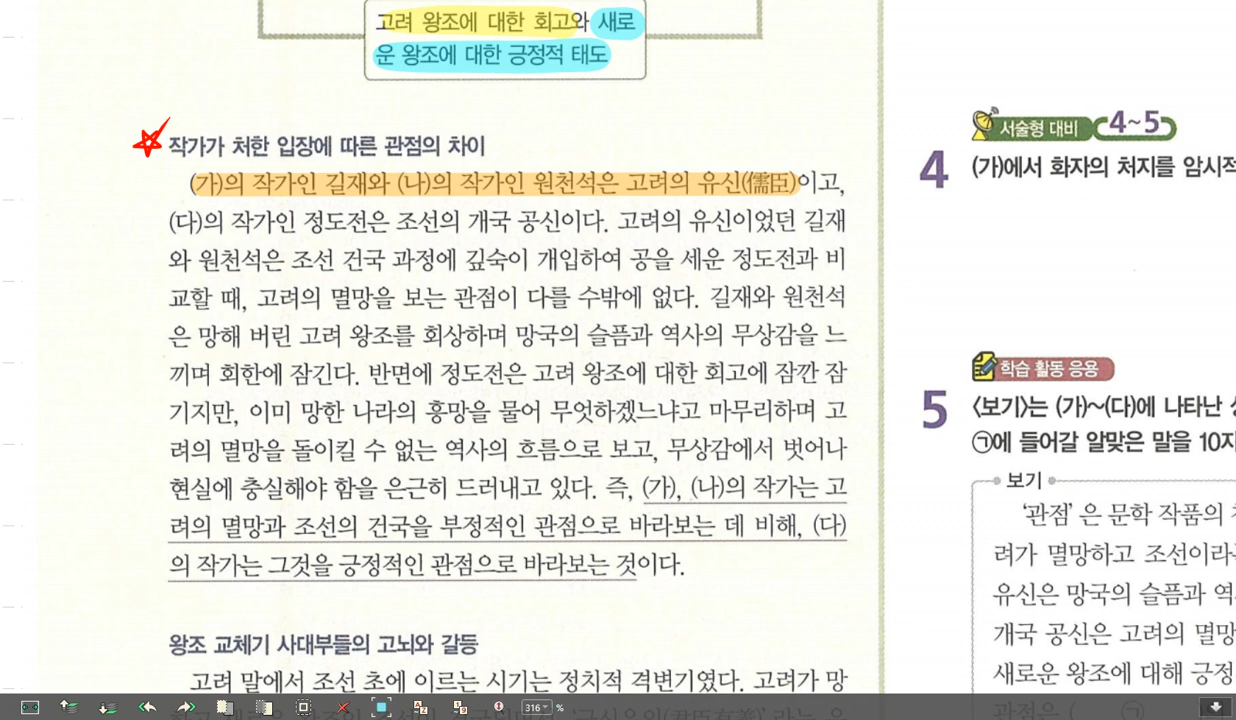 고려 왕조에 대한 회고와 새로
운 왕조에 대한 긍정적 태도
작가가 처한 입장에 따른 관점의 차이
(가)의 작가인 길재와 (나)의 작가인 원천석은 고려의 유신(儒臣)이고,
(다)의 작가인 정도전은 조선의 개국 공신이다. 고려의 유신이었던 길재
와 원천석은 조선 건국 과정에 깊숙이 개입하여 공을 세운 정도전과 비
교할 때, 고려의 멸망을 보는 관점이 다를 수밖에 없다. 길재와 원천석
은 망해 버린 고려 왕조를 회상하며 망국의 슬픔과 역사의 무상감을 느
끼며 회한에 잠긴다. 반면에 정도전은 고려 왕조에 대한 회고에 잠깐 잠
기지만, 이미 망한 나라의 흥망을 물어 무엇하겠느냐고 마무리하며 고
려의 멸망을 돌이킬 수 없는 역사의 흐름으로 보고, 무상감에서 벗어나
현실에 충실해야 함을 은근히 드러내고 있다. 즉, (가), (나)의 작가는 고
려의 멸망과 조선의 건국을 부정적인 관점으로 바라보는 데 비해, (다)
의 작가는 그것을 긍정적인 관점으로 바라보는 것이다.
왕조 교체기 사대부들의 고뇌와 갈등
고려 말에서 조선 초에 이르는 시기는 정치적 격변기였다. 고려가 망
서술형 대비 4~5
4 (가)에서 화자의 처지를 암시적
학습 활동 응용
5 <보기>는 (가)~(다)에 나타난
㉠에 들어갈 알맞은 말을 10자
보기
'관점'은 문학 작품의
려가 멸망하고 조선이라
유신은 망국의 슬픔과 역
개국 공신은 고려의 멸망
새로운 왕조에 대해 긍정
관점은 ( ㉠
316 %